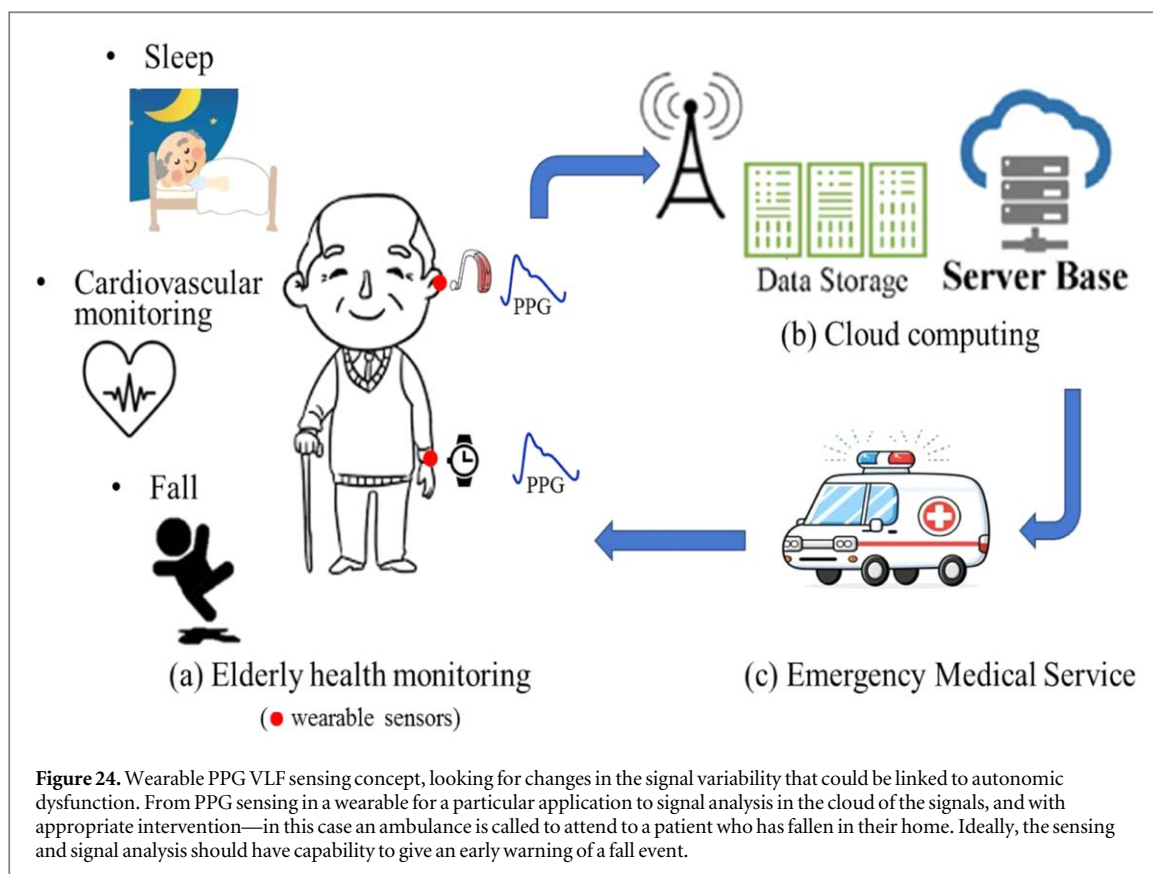 • Sleep
• Cardiovascular
monitoring
• Fall
PPG
PPG
(a) Elderly health monitoring
(● wearable sensors)
Data Storage
Server Base
(b) Cloud computing
(c) Emergency Medical Service
Figure 24. Wearable PPG VLF sensing concept, looking for changes in the signal variability that could be linked to autonomic
dysfunction. From PPG sensing in a wearable for a particular application to signal analysis in the cloud of the signals, and with
appropriate intervention—in this case an ambulance is called to attend to a patient who has fallen in their home. Ideally, the sensing
and signal analysis should have capability to give an early warning of a fall event.